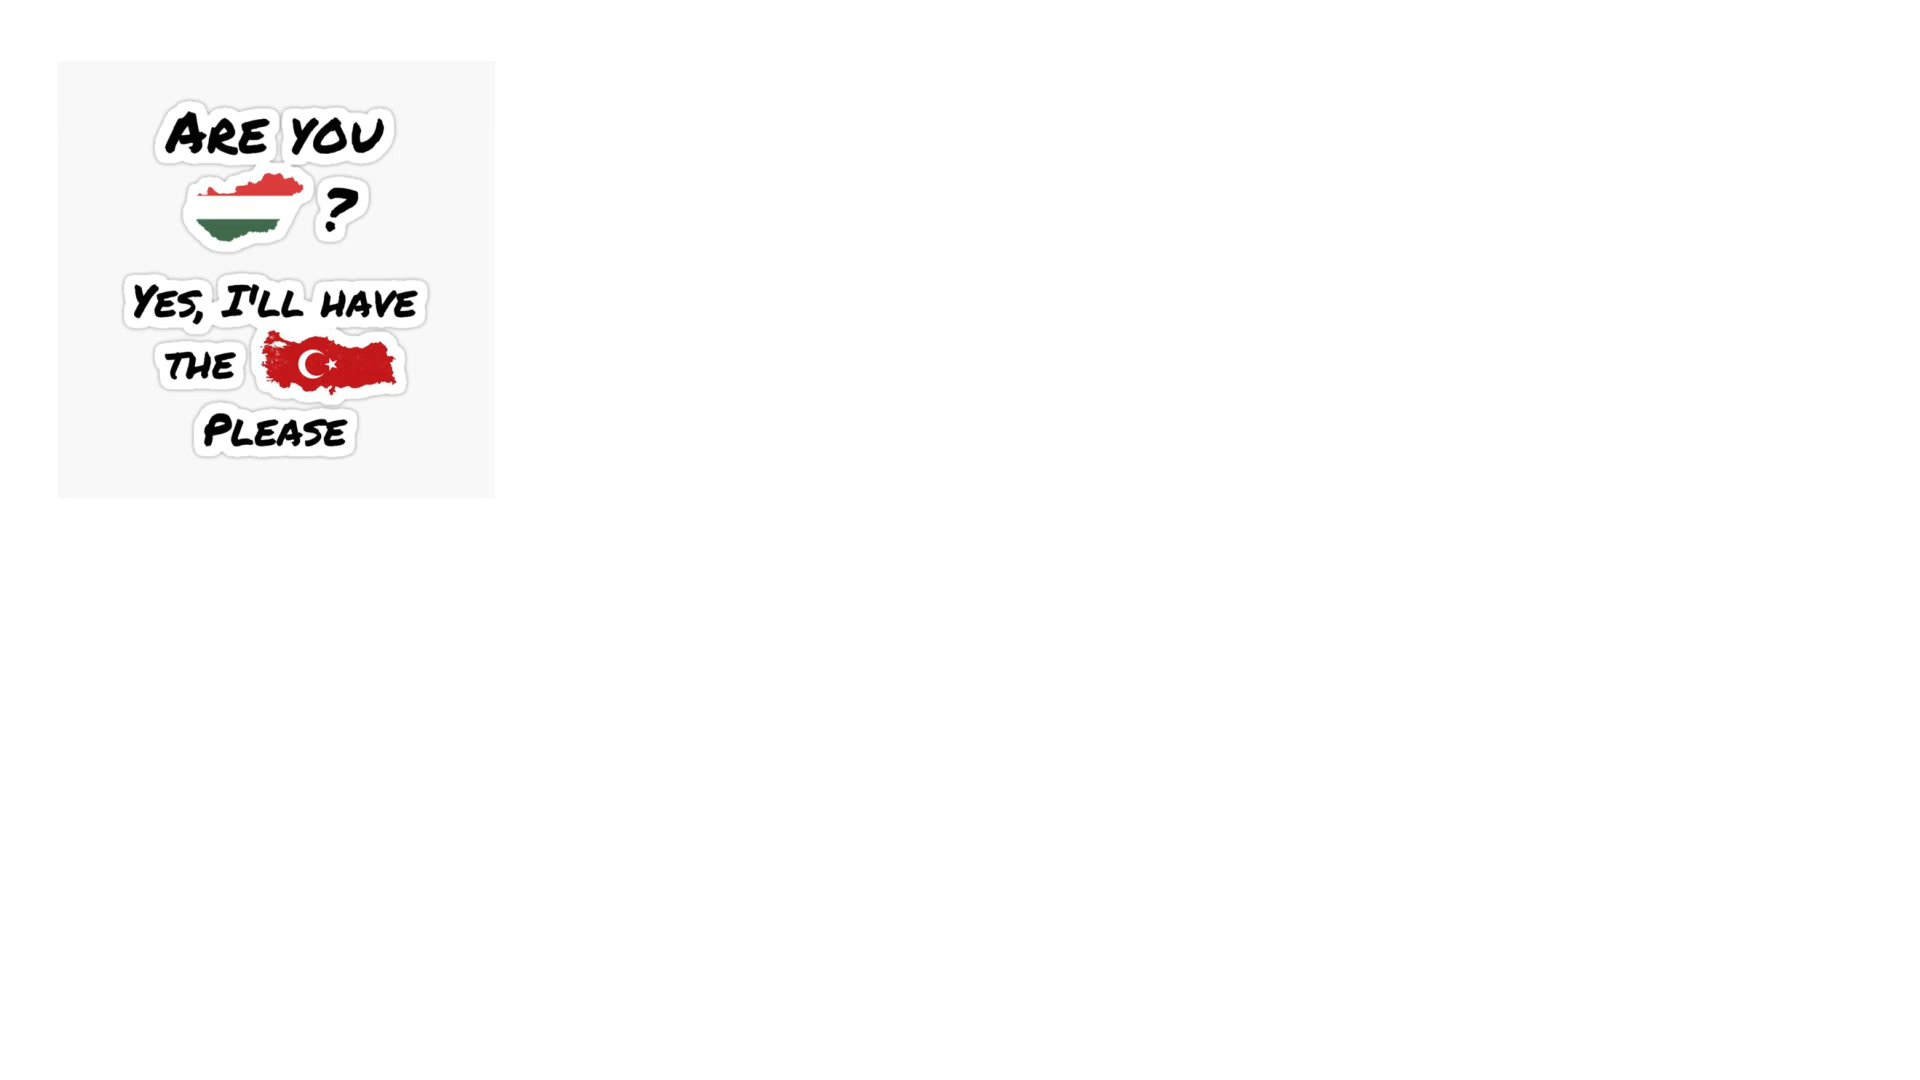 ARE YOU
?
YES, I'LL HAVE
THE
PLEASE